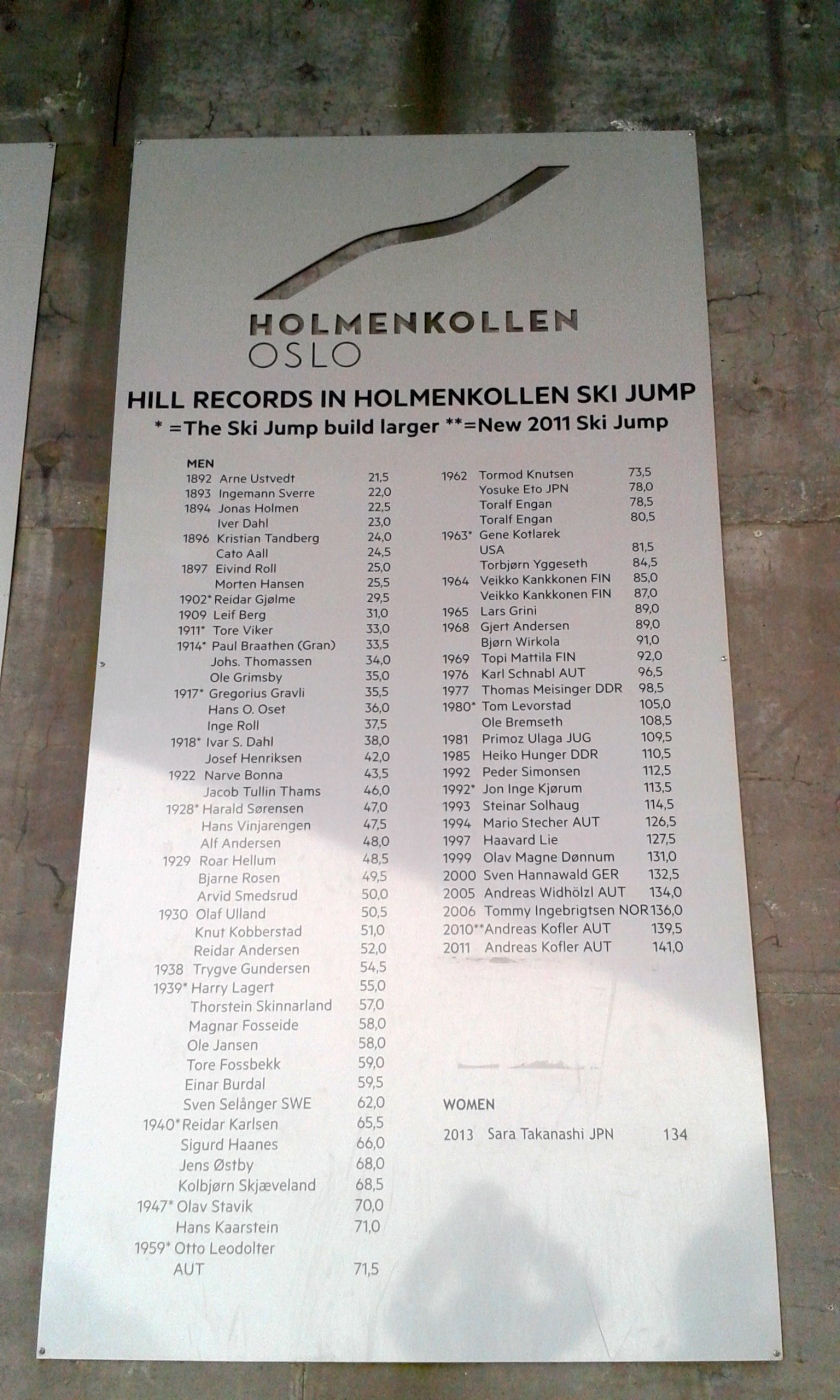 HOLMENKOLLEN
OSLO
HILL RECORDS IN HOLMENKOLLEN SKI JUMP
* =The Ski Jump build larger **=New 2011 Ski Jump
MEN
1892 Arne Ustvedt 21,5
1893 Ingemann Sverre 22,0
1894 Jonas Holmen 22,5
Iver Dahl 23,0
1896 Kristian Tandberg 24,0
Cato Aall 24,5
1897 Eivind Roll 25,0
Morten Hansen 25,5
1902* Reidar Gjølme 29,5
1909 Leif Berg 31,0
1911* Tore Viker 33,0
1914* Paul Braathen (Gran) 33,5
Johs. Thomassen 34,0
Ole Grimsby 35,0
1917* Gregorius Gravli 35,5
Hans O. Oset 36,0
Inge Roll 37,5
1918* Ivar S. Dahl 38,0
Josef Henriksen 42,0
1922 Narve Bonna 43,5
Jacob Tullin Thams 46,0
1928* Harald Sørensen 47,0
Hans Vinjarengen 47,5
Alf Andersen 48,0
1929 Roar Hellum 48,5
Bjarne Rosen 49,5
Arvid Smedsrud 50,0
1930 Olaf Ulland 50,5
Knut Kobberstad 51,0
Reidar Andersen 52,0
1938 Trygve Gundersen 54,5
1939* Harry Lagert 55,0
Thorstein Skinnarland 57,0
Magnar Fosseide 58,0
Ole Jansen 58,0
Tore Fossbekk 59,0
Einar Burdal 59,5
Sven Selånger SWE 62,0
1940* Reidar Karlsen 65,5
Sigurd Haanes 66,0
Jens Østby 68,0
Kolbjørn Skjæveland 68,5
1947* Olav Stavik 70,0
Hans Kaarstein 71,0
1959* Otto Leodolter
AUT 71,5
1962 Tormod Knutsen 73,5
Yosuke Eto JPN 78,0
Toralf Engan 78,5
Toralf Engan 80,5
1963* Gene Kotlarek
USA 81,5
Torbjørn Yggeseth 84,5
1964 Veikko Kankkonen FIN 85,0
Veikko Kankkonen FIN 87,0
1965 Lars Grini 89,0
1968 Gjert Andersen 89,0
Bjørn Wirkola 91,0
1969 Topi Mattila FIN 92,0
1976 Karl Schnabl AUT 96,5
1977 Thomas Meisinger DDR 98,5
1980* Tom Levorstad 105,0
Ole Bremseth 108,5
1981 Primoz Ulaga JUG 109,5
1985 Heiko Hunger DDR 110,5
1992 Peder Simonsen 112,5
1992* Jon Inge Kjørum 113,5
1993 Steinar Solhaug 114,5
1994 Mario Stecher AUT 126,5
1997 Haavard Lie 127,5
1999 Olav Magne Dønnum 131,0
2000 Sven Hannawald GER 132,5
2005 Andreas Widhölzl AUT 134,0
2006 Tommy Ingebrigtsen NOR 136,0
2010** Andreas Kofler AUT 139,5
2011 Andreas Kofler AUT 141,0
WOMEN
2013 Sara Takanashi JPN 134